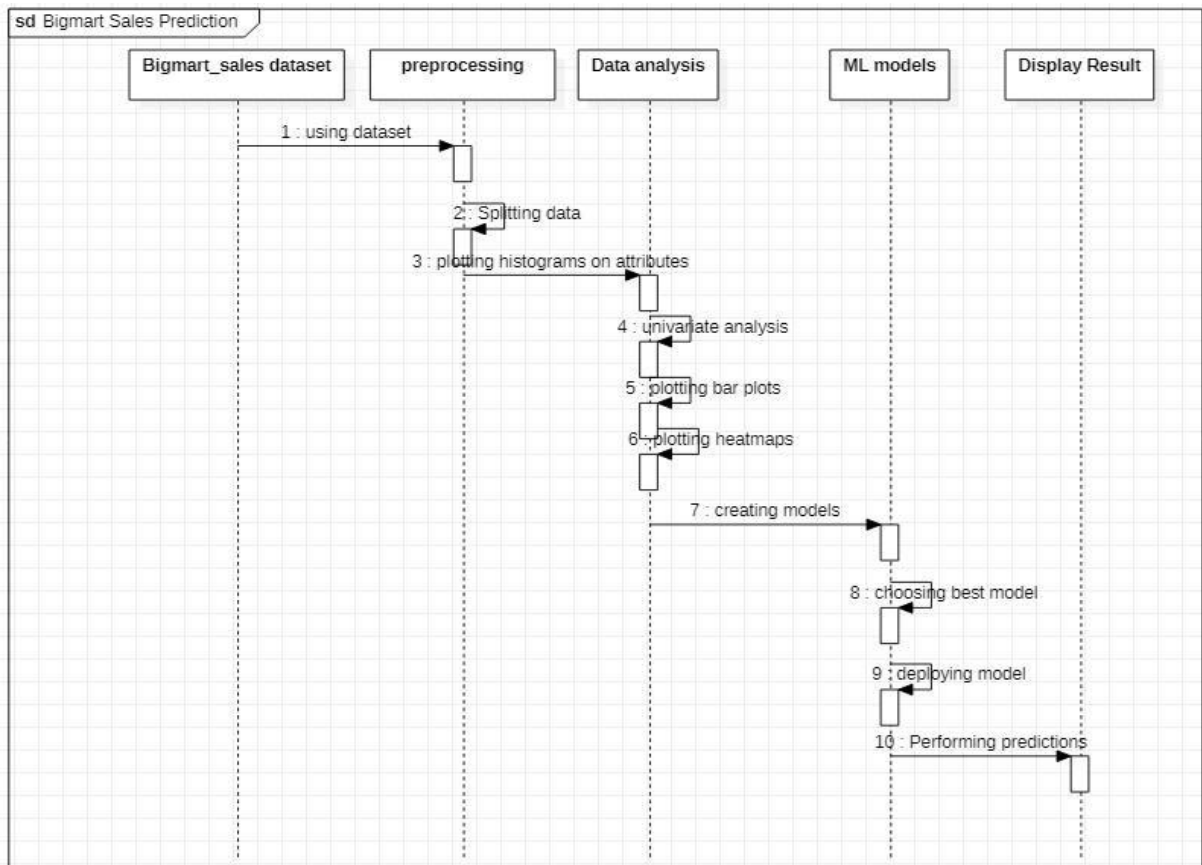 sd Bigmart Sales Prediction
Bigmart_sales dataset
preprocessing
Data analysis
ML models
Display Result
1 : using dataset
2 : Splitting data
3 : plotting histograms on attributes
4 : univariate analysis
5 : plotting bar plots
6 : plotting heatmaps
7 : creating models
8 : choosing best model
9 : deploying model
10 : Performing predictions